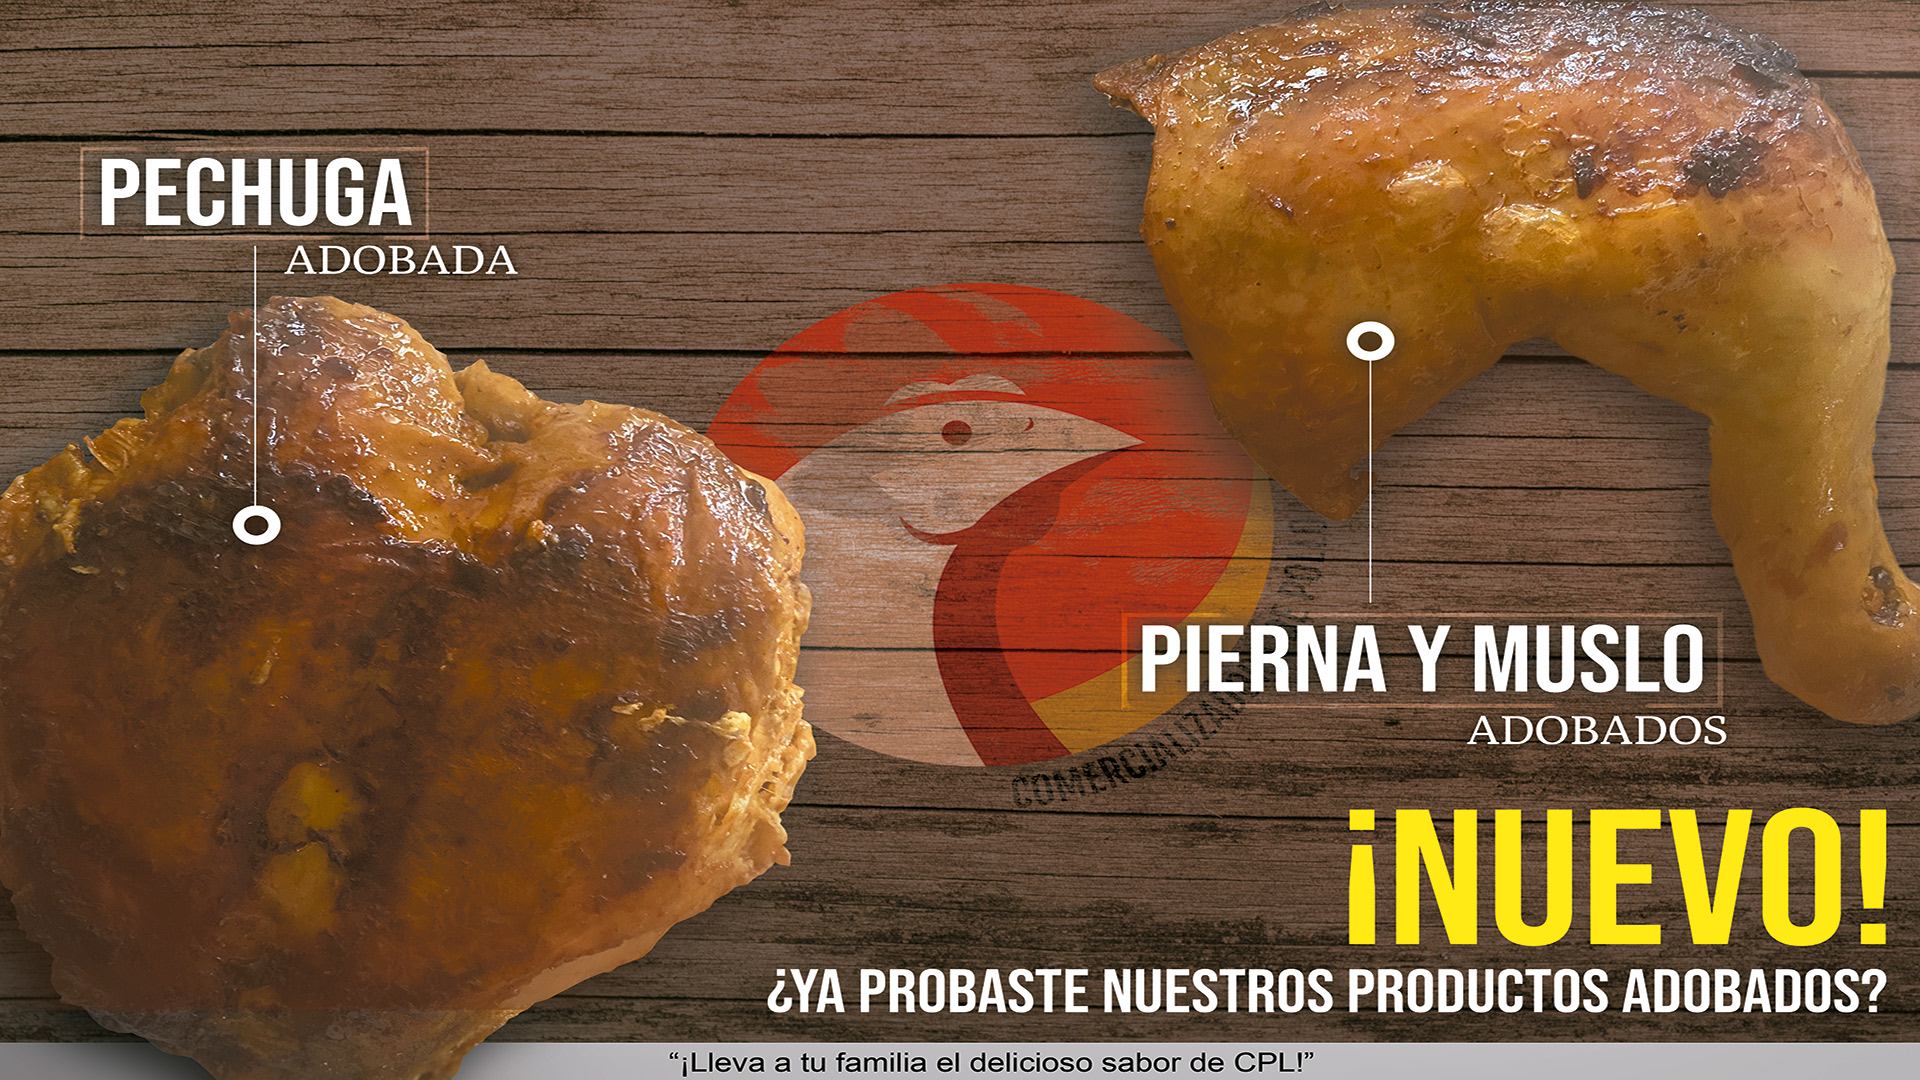 PECHUGA
ADOBADA
PIERNA Y MUSLO
ADOBADOS
¡NUEVO!
¿YA PROBASTE NUESTROS PRODUCTOS ADOBADOS?
“¡Lleva a tu familia el delicioso sabor de CPL!”